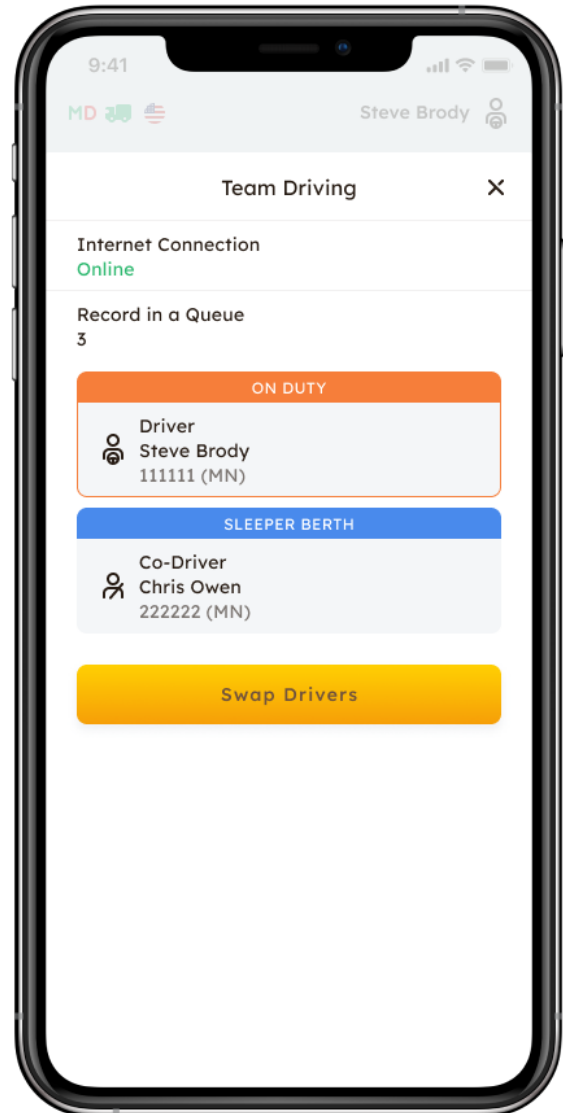 9:41
MD
Steve Brody
Team Driving
Internet Connection
Online
Record in a Queue
3
ON DUTY
Driver
Steve Brody
111111 (MN)
SLEEPER BERTH
Co-Driver
Chris Owen
222222 (MN)
Swap Drivers